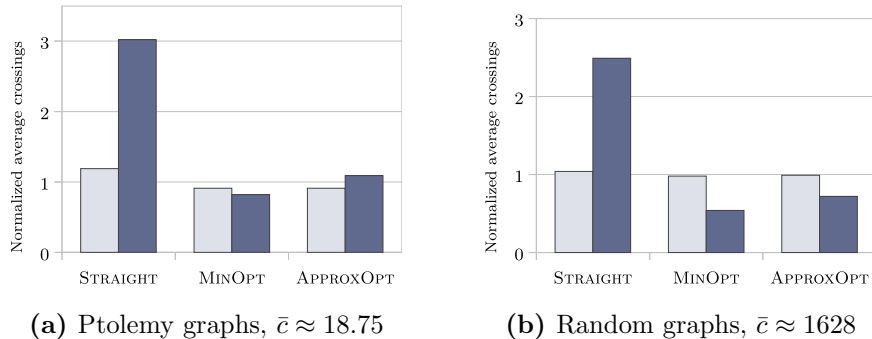 Normalized average crossings
3
2
1
0
STRAIGHT MINOPT APPROXOPT
(a) Ptolemy graphs, c̄ ≈ 18.75
Normalized average crossings
3
2
1
0
STRAIGHT MINOPT APPROXOPT
(b) Random graphs, c̄ ≈ 1628